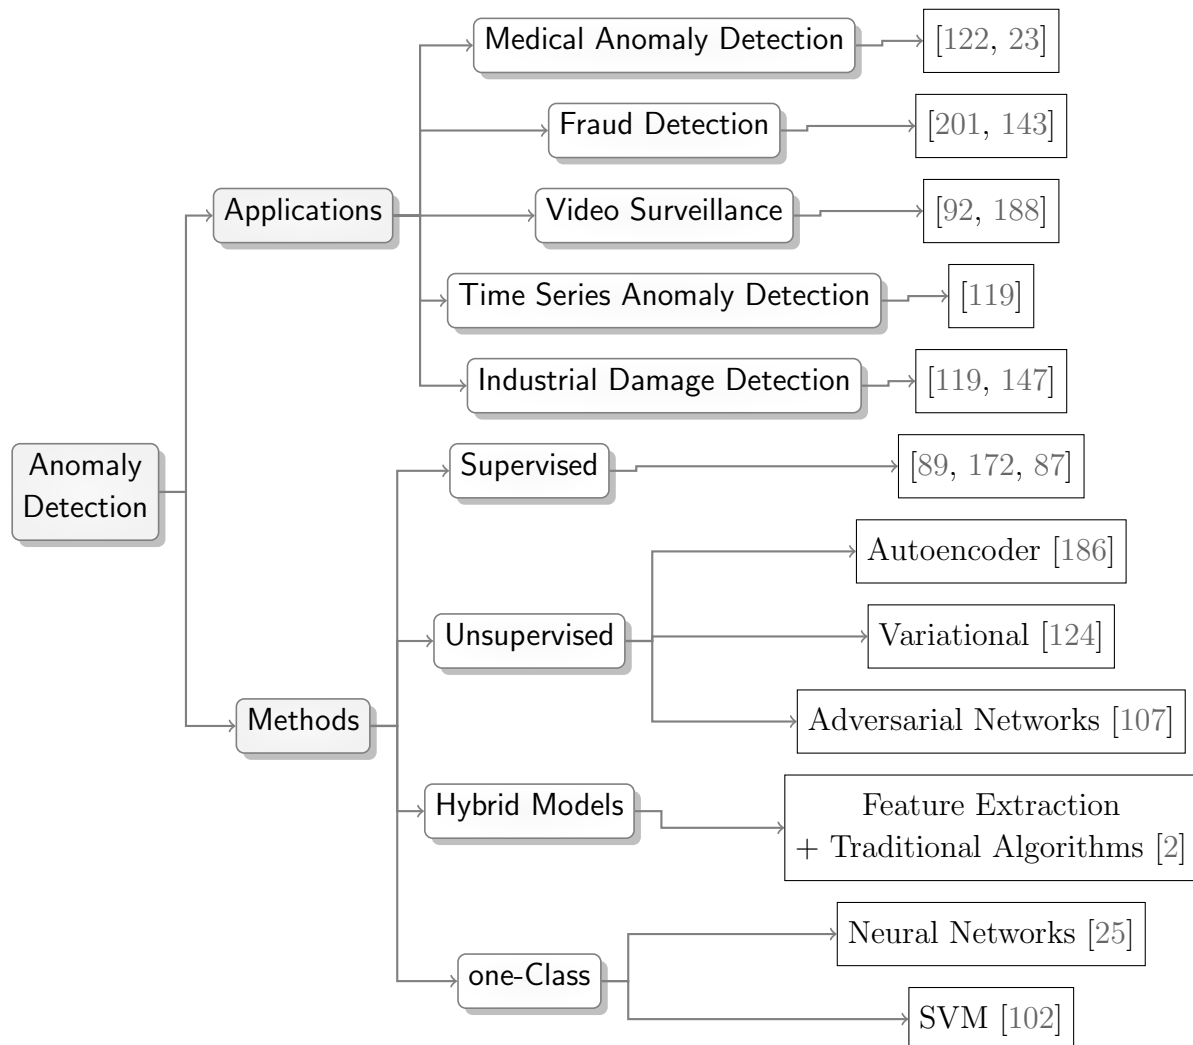 Medical Anomaly Detection
[122, 23]
Fraud Detection
[201, 143]
Applications
Video Surveillance
[92, 188]
Time Series Anomaly Detection
[119]
Industrial Damage Detection
[119, 147]
Anomaly
Detection
Supervised
[89, 172, 87]
Autoencoder [186]
Unsupervised
Variational [124]
Adversarial Networks [107]
Methods
Hybrid Models
Feature Extraction
+ Traditional Algorithms [2]
Neural Networks [25]
one-Class
SVM [102]